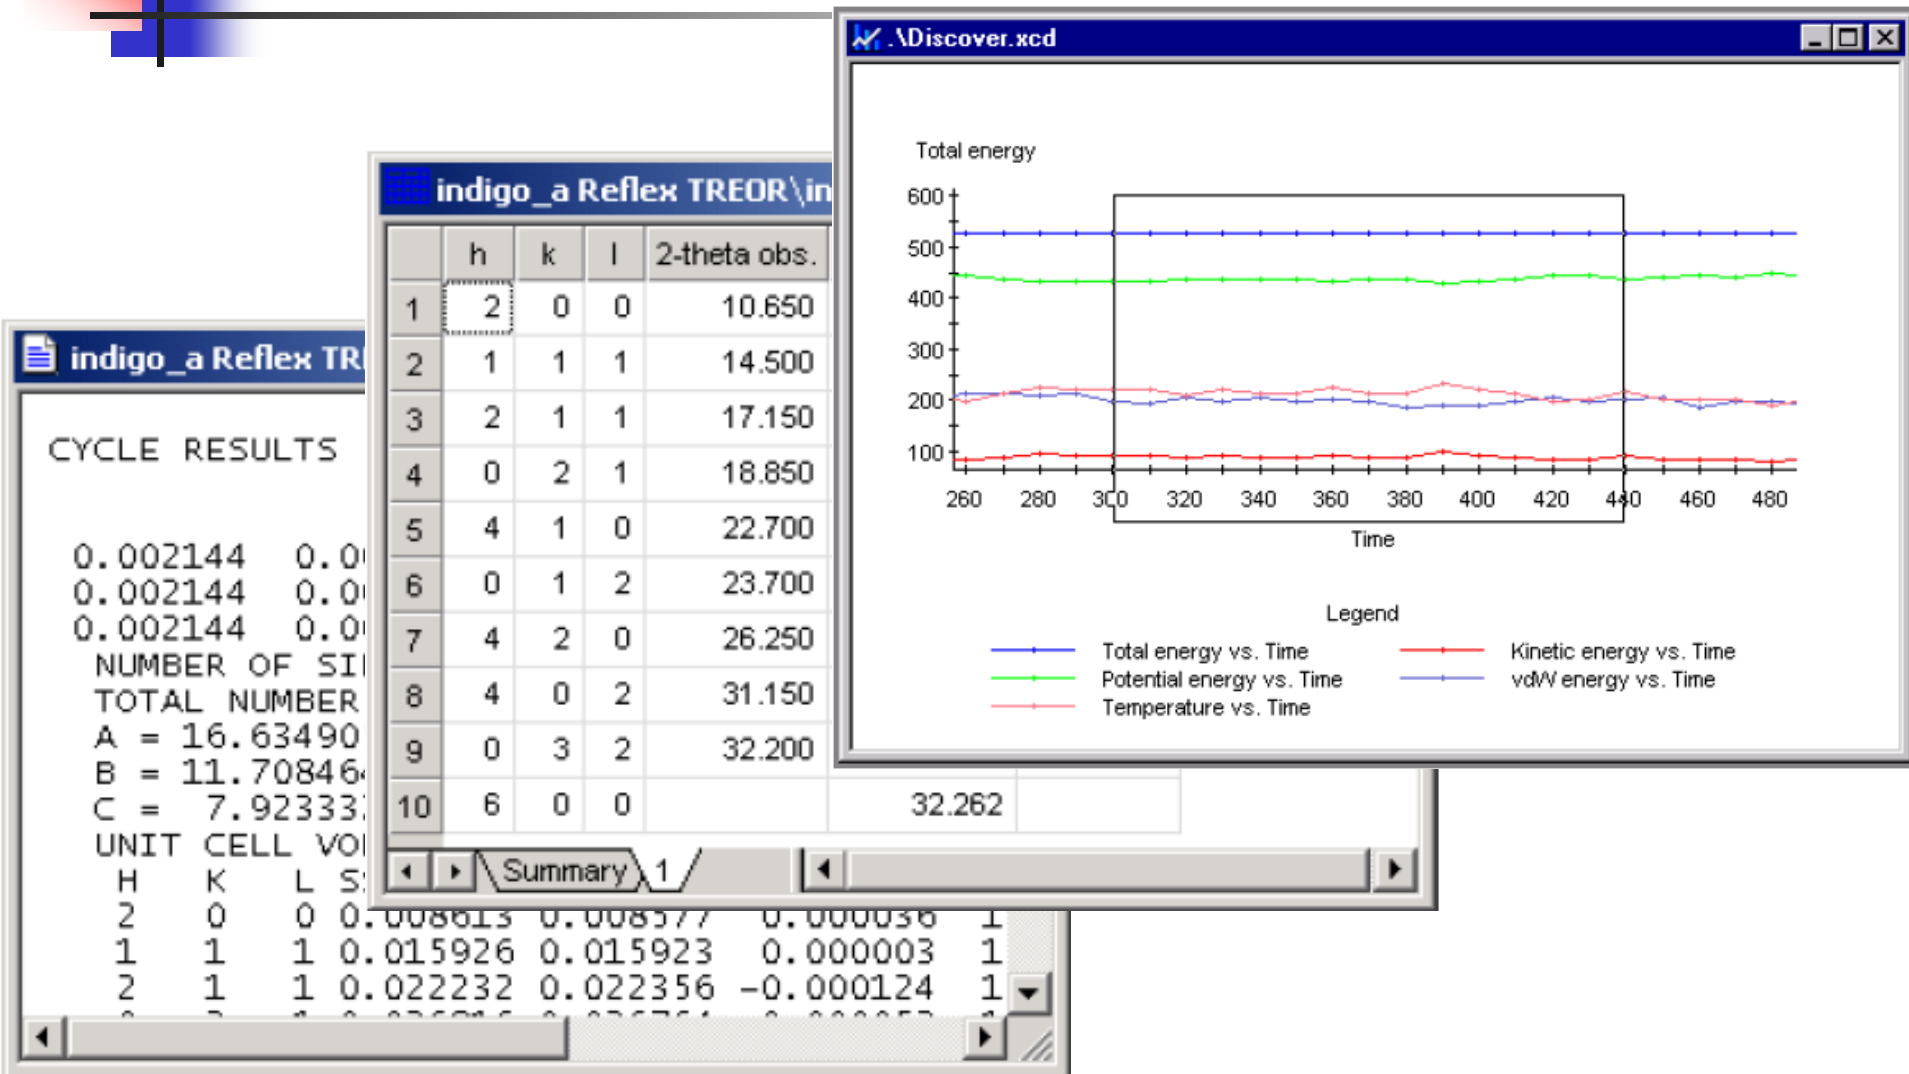 .\Discover.xcd
Total energy
600
500
400
300
200
100
260 280 300 320 340 360 380 400 420 440 460 480
Time
Legend
Total energy vs. Time Kinetic energy vs. Time
Potential energy vs. Time vdW energy vs. Time
Temperature vs. Time
indigo_a Reflex TREOR\in
h k l 2-theta obs.
1 2 0 0 10.650
2 1 1 1 14.500
3 2 1 1 17.150
4 0 2 1 18.850
5 4 1 0 22.700
6 0 1 2 23.700
7 4 2 0 26.250
8 4 0 2 31.150
9 0 3 2 32.200
10 6 0 0 32.262
Summary 1
indigo_a Reflex
CYCLE RESULTS
0.002144
0.002144
0.002144
NUMBER OF
TOTAL NUMBER
A = 16.63490
B = 11.70846
C = 7.92333
UNIT CELL
H K L
2 0 0 0.008613 0.008577 0.000036 1
1 1 1 0.015926 0.015923 0.000003 1
2 1 1 0.022232 0.022356 -0.000124 1